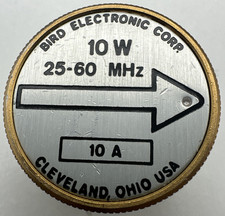 BIRD ELECTRONIC CORP.
10 W
25-60 MHz
10 A
CLEVELAND, OHIO USA